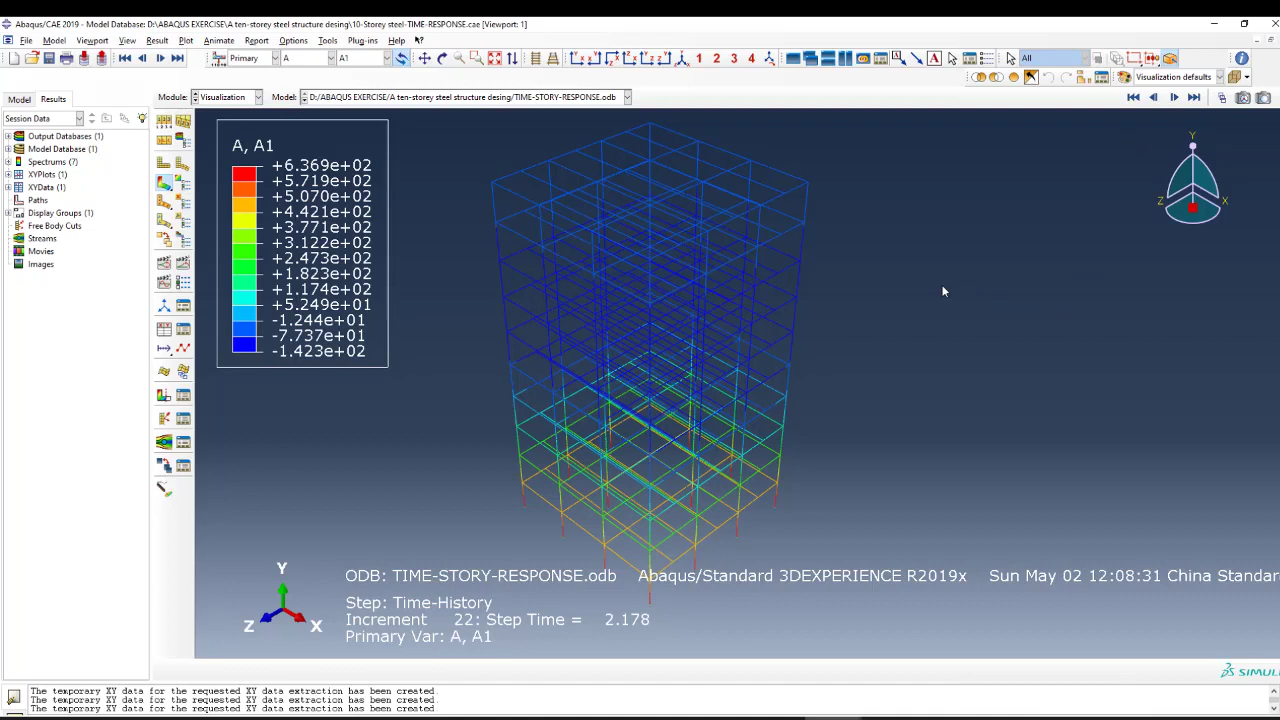 Abaqus/CAE 2019 - Model Database: D:\ABAQUS EXERCISE\A ten-storey steel structure desing\10-Storey steel-TIME-RESPONSE.cae [Viewport: 1]
File Model Viewport View Result Plot Animate Report Options Tools Plug-ins Help
Primary A A1 1 2 3 4 A All
Visualization defaults
Model Results Module: Visualization Model: D:/ABAQUS EXERCISE/A ten-storey steel structure desing/TIME-STORY-RESPONSE.odb
Session Data
Output Databases (1)
Model Database (1)
Spectrums (7)
XYPlots (1)
XYData (1)
Paths
Display Groups (1)
Free Body Cuts
Streams
Movies
Images
A, A1
+6.369e+02
+5.719e+02
+5.070e+02
+4.421e+02
+3.771e+02
+3.122e+02
+2.473e+02
+1.823e+02
+1.174e+02
+5.249e+01
-1.244e+01
-7.737e+01
-1.423e+02
Y
Z X
Y
Z X
ODB: TIME-STORY-RESPONSE.odb Abaqus/Standard 3DEXPERIENCE R2019x Sun May 02 12:08:31 China Standar
Step: Time-History
Increment 22: Step Time = 2.178
Primary Var: A, A1
SIMUL
The temporary XY data for the requested XY data extraction has been created.
The temporary XY data for the requested XY data extraction has been created.
The temporary XY data for the requested XY data extraction has been created.